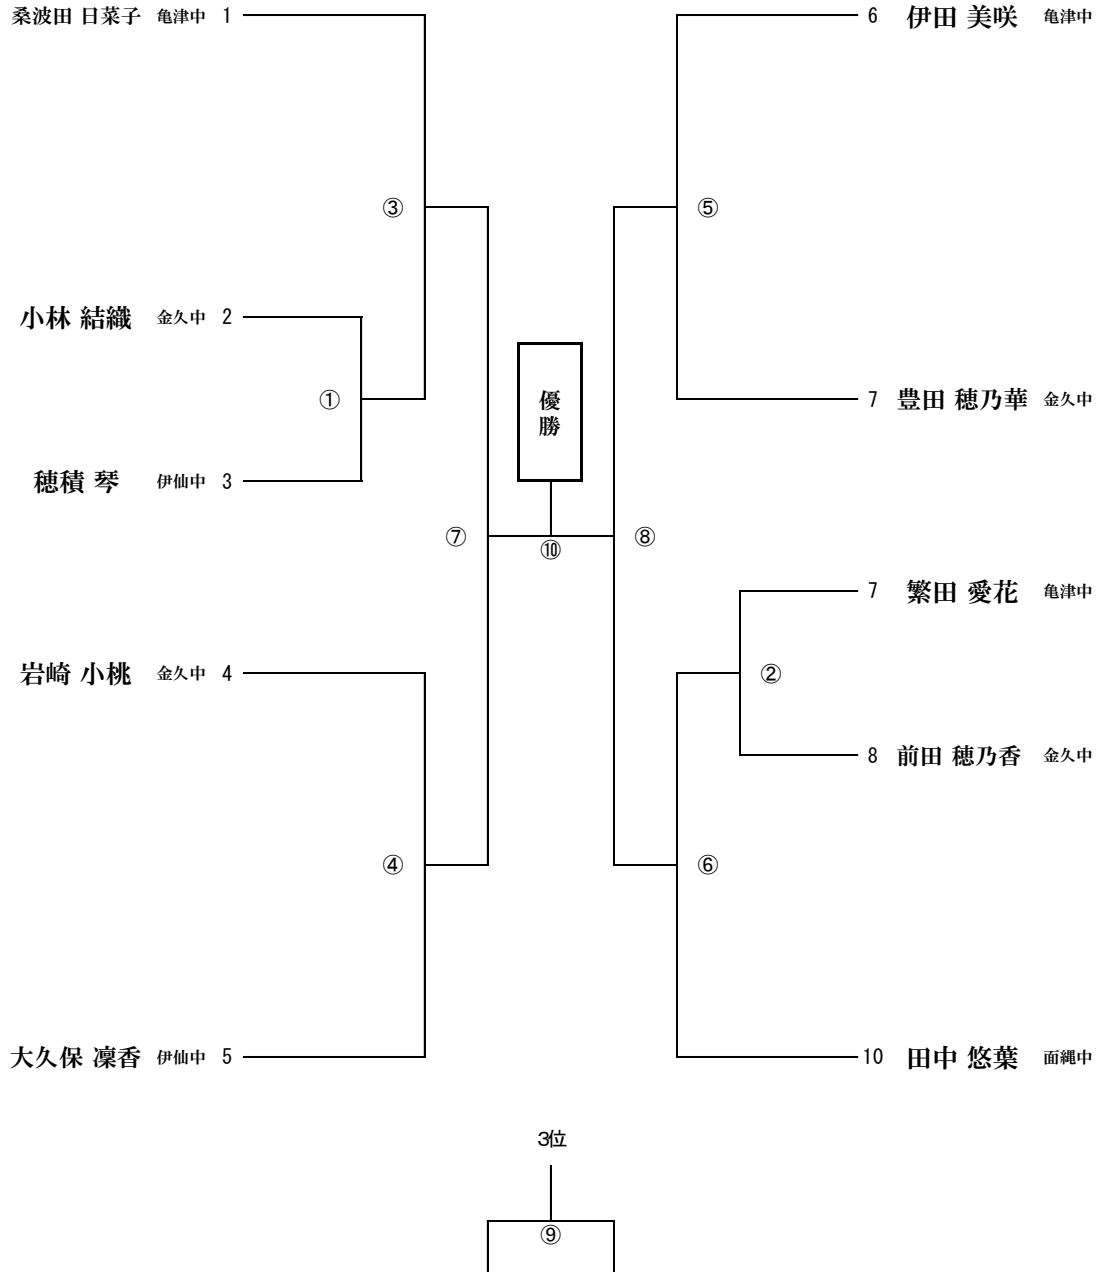 桑波田 日菜子 亀津中 1
6 伊田 美咲 亀津中
③
⑤
小林 結織 金久中 2
①
優勝
7 豊田 穂乃華 金久中
穂積 琴 伊仙中 3
⑦
⑩
⑧
7 繁田 愛花 亀津中
岩崎 小桃 金久中 4
②
8 前田 穂乃香 金久中
④
⑥
大久保 凜香 伊仙中 5
10 田中 悠葉 面縄中
3位
⑨